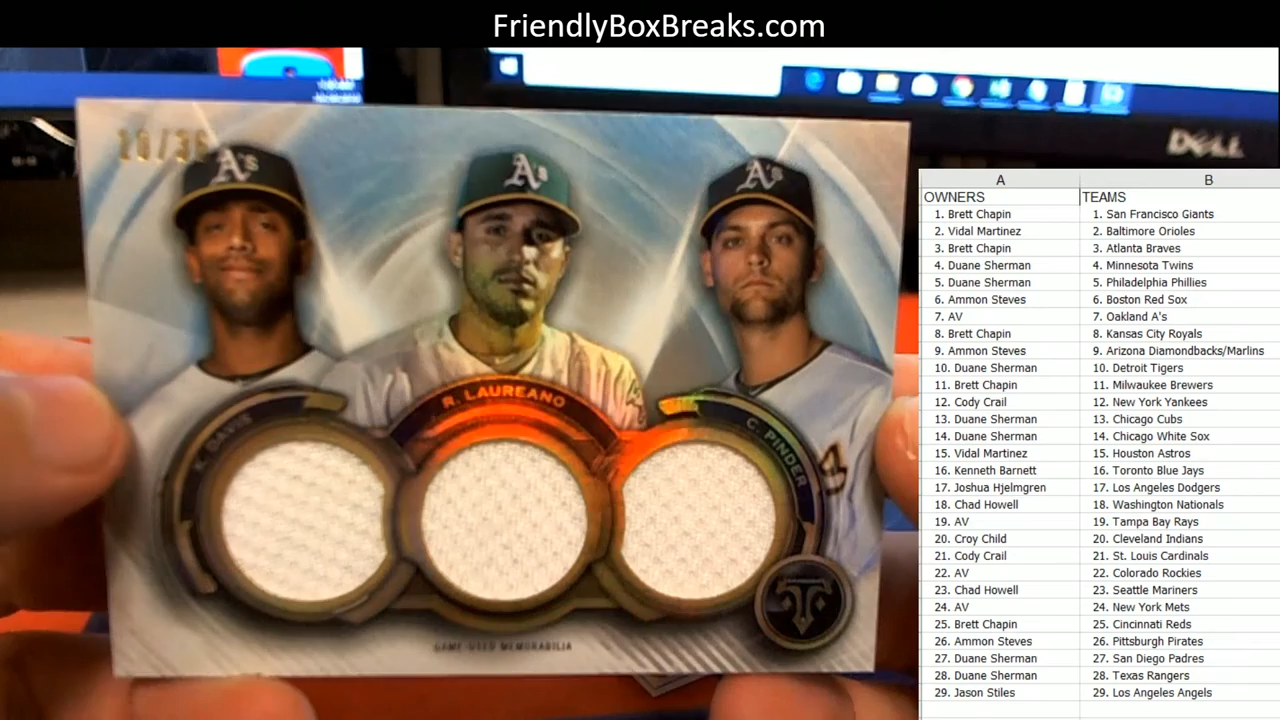 FriendlyBoxBreaks.com
DELL
A's
A's
A's
K. DAVIS
R. LAUREANO
C. PINDER
GAME-USED MEMORABILIA
A B
OWNERS TEAMS
1. Brett Chapin 1. San Francisco Giants
2. Vidal Martinez 2. Baltimore Orioles
3. Brett Chapin 3. Atlanta Braves
4. Duane Sherman 4. Minnesota Twins
5. Duane Sherman 5. Philadelphia Phillies
6. Ammon Steves 6. Boston Red Sox
7. AV 7. Oakland A's
8. Brett Chapin 8. Kansas City Royals
9. Ammon Steves 9. Arizona Diamondbacks/Marlins
10. Duane Sherman 10. Detroit Tigers
11. Brett Chapin 11. Milwaukee Brewers
12. Cody Crail 12. New York Yankees
13. Duane Sherman 13. Chicago Cubs
14. Duane Sherman 14. Chicago White Sox
15. Vidal Martinez 15. Houston Astros
16. Kenneth Barnett 16. Toronto Blue Jays
17. Joshua Hjelmgren 17. Los Angeles Dodgers
18. Chad Howell 18. Washington Nationals
19. AV 19. Tampa Bay Rays
20. Croy Child 20. Cleveland Indians
21. Cody Crail 21. St. Louis Cardinals
22. AV 22. Colorado Rockies
23. Chad Howell 23. Seattle Mariners
24. AV 24. New York Mets
25. Brett Chapin 25. Cincinnati Reds
26. Ammon Steves 26. Pittsburgh Pirates
27. Duane Sherman 27. San Diego Padres
28. Duane Sherman 28. Texas Rangers
29. Jason Stiles 29. Los Angeles Angels